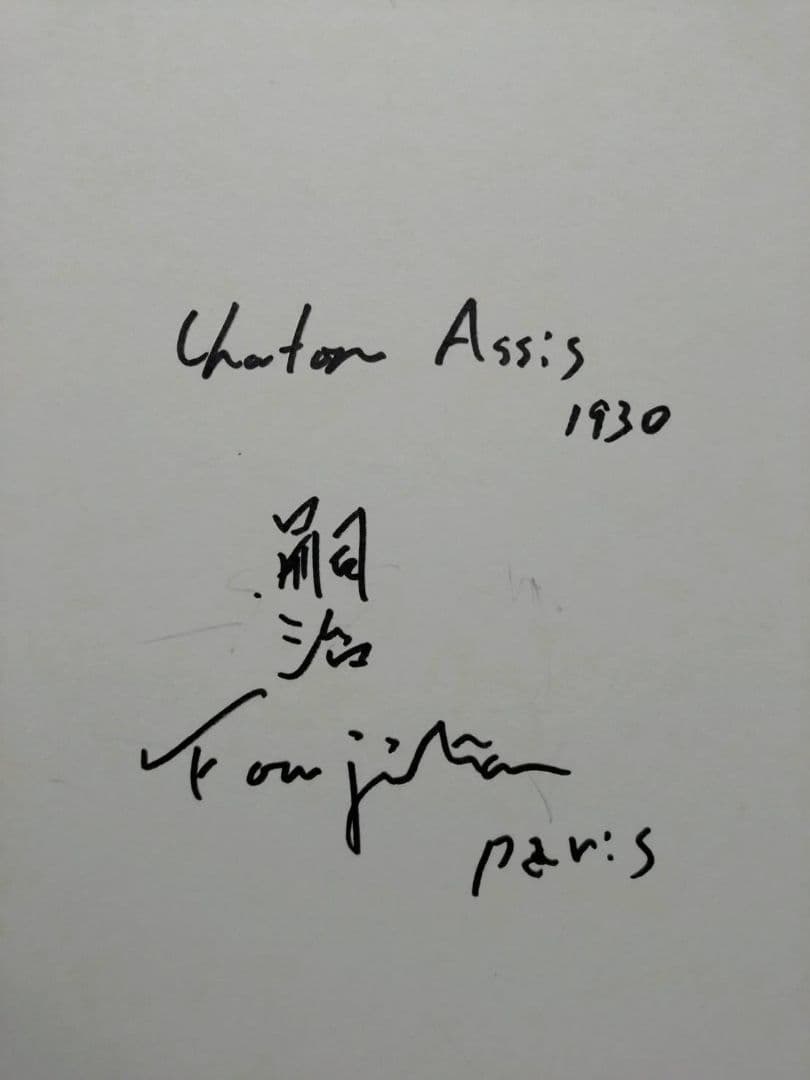 Chaton Assis
1930
嗣
治
Foujita
paris